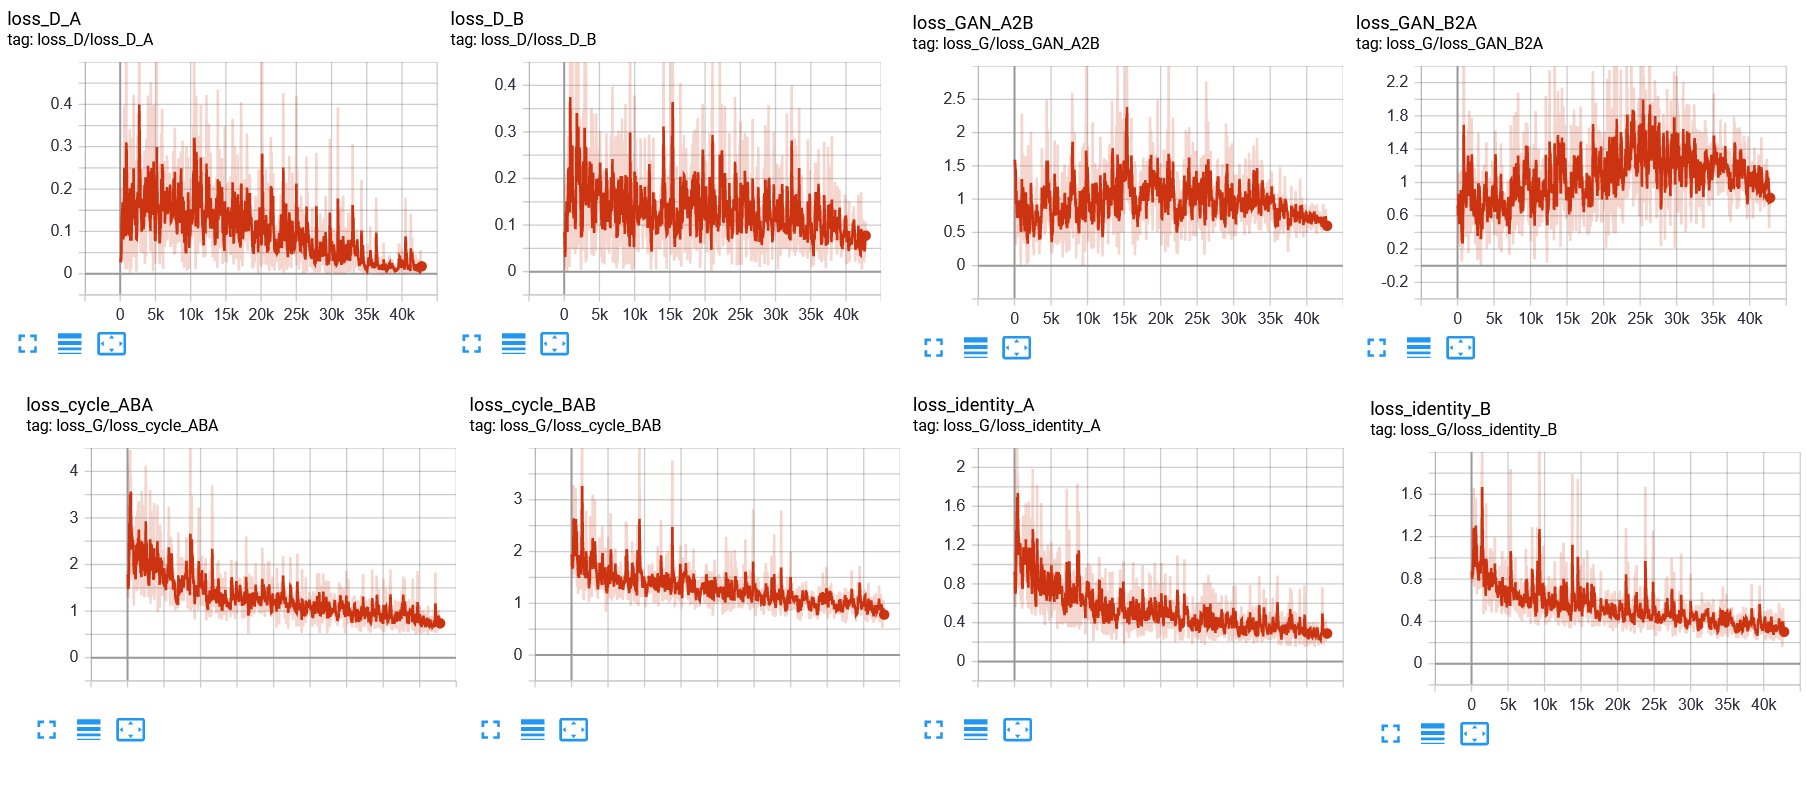 loss_D_A
tag: loss_D/loss_D_A
0.4
0.3
0.2
0.1
0
0 5k 10k 15k 20k 25k 30k 35k 40k
loss_D_B
tag: loss_D/loss_D_B
0.4
0.3
0.2
0.1
0
0 5k 10k 15k 20k 25k 30k 35k 40k
loss_GAN_A2B
tag: loss_G/loss_GAN_A2B
2.5
2
1.5
1
0.5
0
0 5k 10k 15k 20k 25k 30k 35k 40k
loss_GAN_B2A
tag: loss_G/loss_GAN_B2A
2.2
1.8
1.4
1
0.6
0.2
-0.2
0 5k 10k 15k 20k 25k 30k 35k 40k
loss_cycle_ABA
tag: loss_G/loss_cycle_ABA
4
3
2
1
0
loss_cycle_BAB
tag: loss_G/loss_cycle_BAB
3
2
1
0
loss_identity_A
tag: loss_G/loss_identity_A
2
1.6
1.2
0.8
0.4
0
loss_identity_B
tag: loss_G/loss_identity_B
1.6
1.2
0.8
0.4
0
0 5k 10k 15k 20k 25k 30k 35k 40k